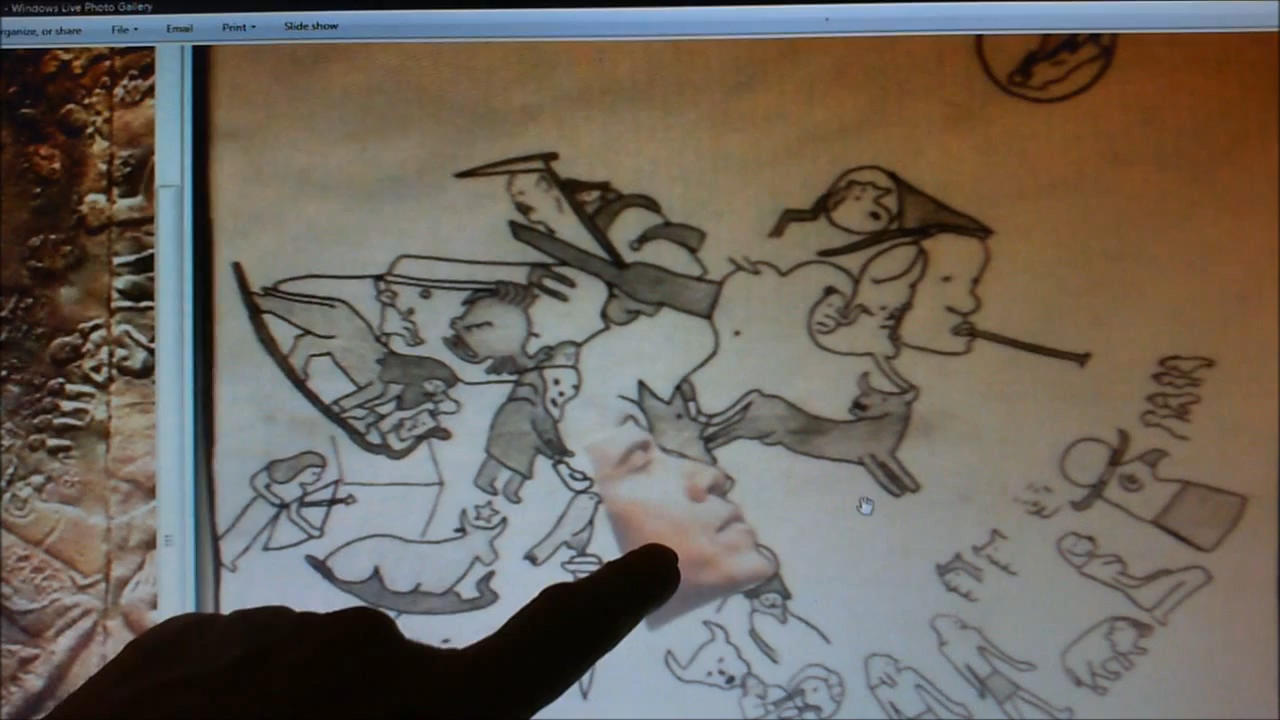 - Windows Live Photo Gallery
rganize, or share File Email Print Slide show